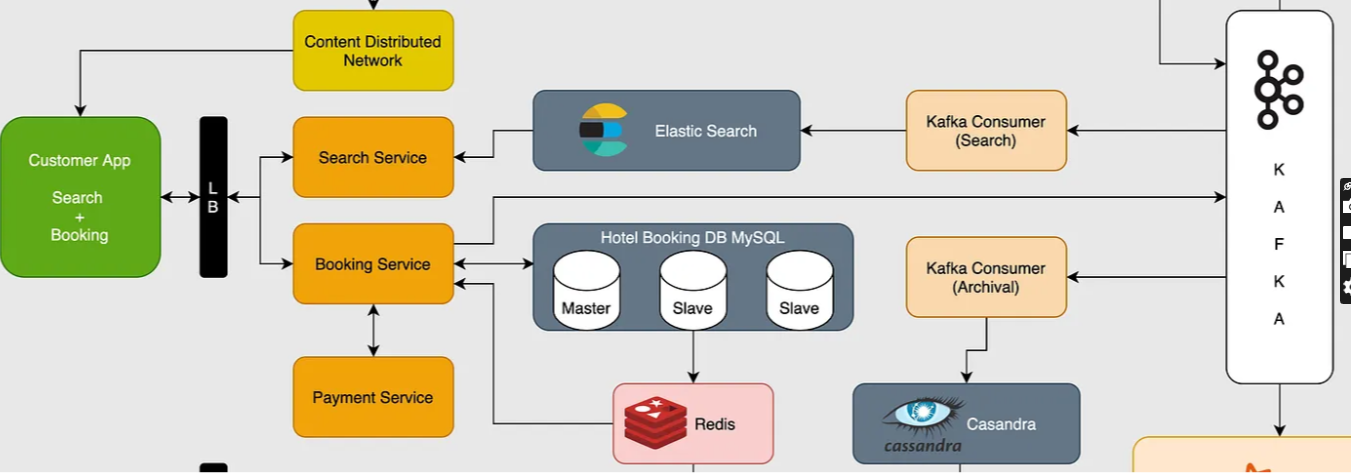 Content Distributed
Network
Customer App
Search
+
Booking
L
B
Search Service
Elastic Search
Kafka Consumer
(Search)
K
A
F
K
A
Booking Service
Hotel Booking DB MySQL
Master
Slave
Slave
Kafka Consumer
(Archival)
Payment Service
Redis
cassandra
Casandra